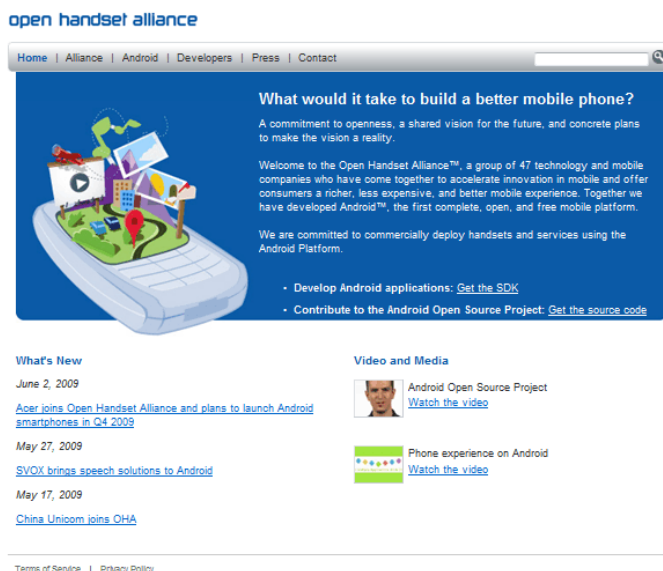 open handset alliance
Home | Alliance | Android | Developers | Press | Contact
What would it take to build a better mobile phone?
A commitment to openness, a shared vision for the future, and concrete plans
to make the vision a reality.
Welcome to the Open Handset Alliance™, a group of 47 technology and mobile
companies who have come together to accelerate innovation in mobile and offer
consumers a richer, less expensive, and better mobile experience. Together we
have developed Android™, the first complete, open, and free mobile platform.
We are committed to commercially deploy handsets and services using the
Android Platform.
• Develop Android applications: Get the SDK
• Contribute to the Android Open Source Project: Get the source code
What's New
June 2, 2009
Acer joins Open Handset Alliance and plans to launch Android
smartphones in Q4 2009
May 27, 2009
SVOX brings speech solutions to Android
May 17, 2009
China Unicom joins OHA
Video and Media
Android Open Source Project
Watch the video
Phone experience on Android
Watch the video
Terms of Service | Privacy Policy